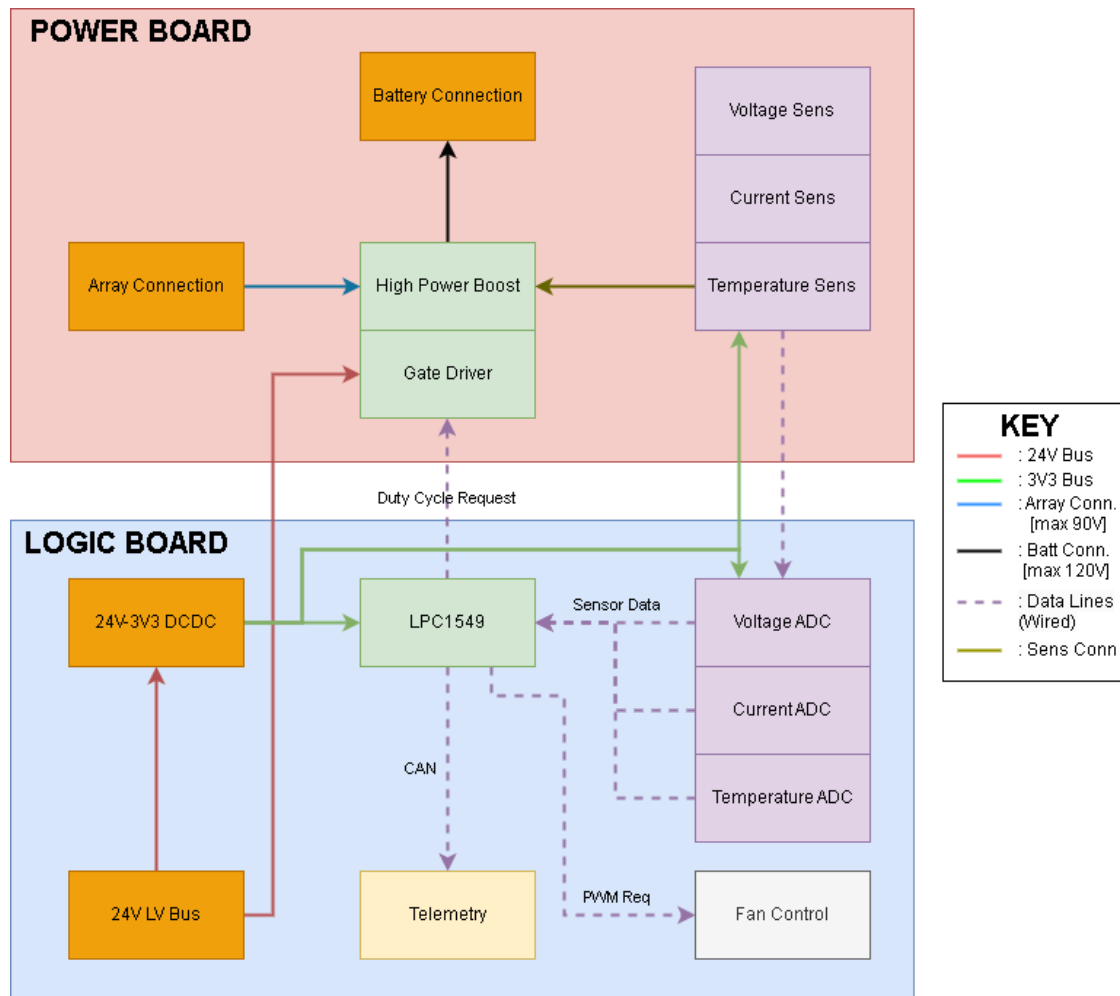 POWER BOARD
Battery Connection
Voltage Sens
Current Sens
Array Connection
High Power Boost
Temperature Sens
Gate Driver
Duty Cycle Request
KEY
: 24V Bus
: 3V3 Bus
: Array Conn.
[max 90V]
: Batt Conn.
[max 120V]
: Data Lines
(Wired)
: Sens Conn
LOGIC BOARD
24V-3V3 DCDC
LPC1549
Sensor Data
Voltage ADC
Current ADC
CAN
Temperature ADC
PWM Req
24V LV Bus
Telemetry
Fan Control